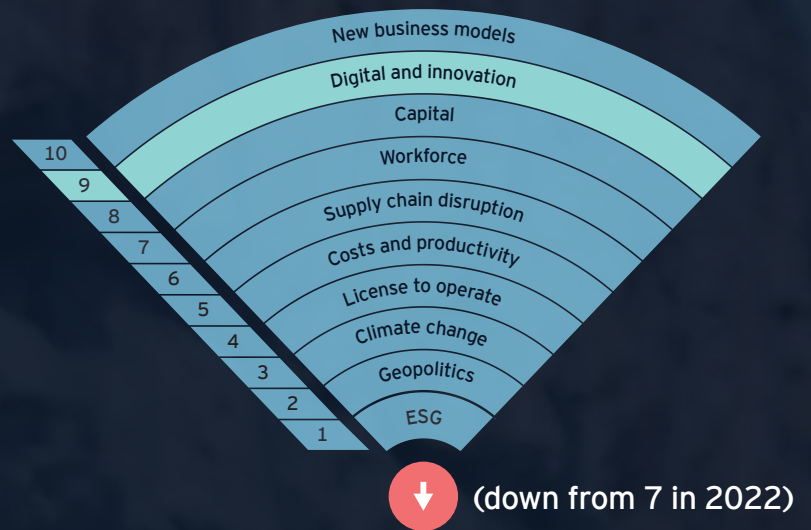 New business models
Digital and innovation
Capital
Workforce
Supply chain disruption
Costs and productivity
License to operate
Climate change
Geopolitics
ESG
10
9
8
7
6
5
4
3
2
1
(down from 7 in 2022)